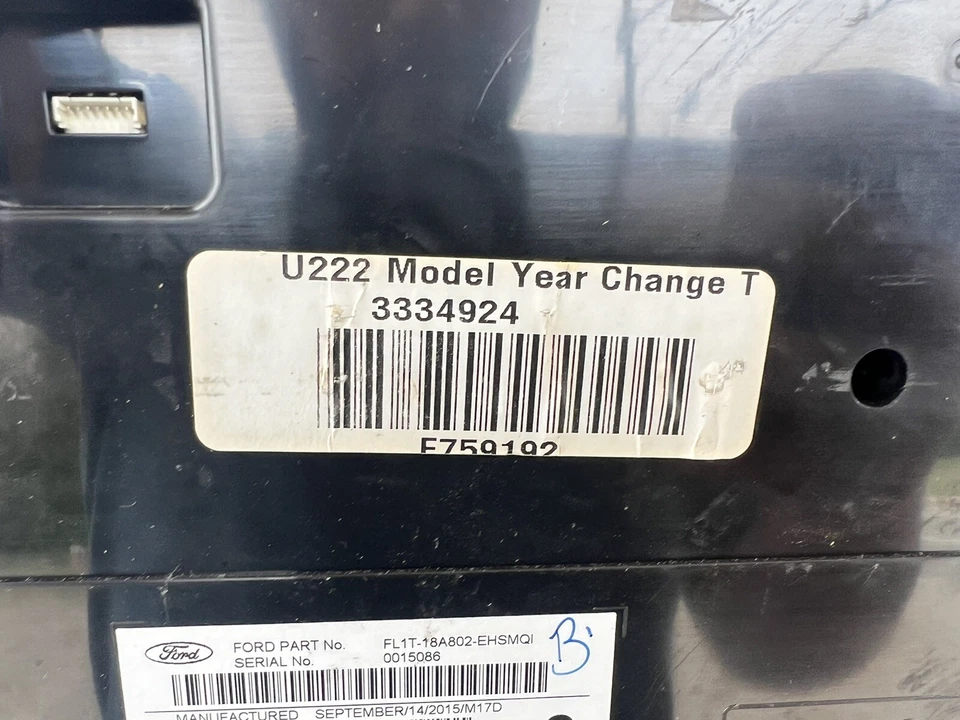 U222 Model Year Change T
3334924
F759192
Ford FORD PART No. FL1T-18A802-EHSMQI
SERIAL No. 0015086
B
MANUFACTURED SEPTEMBER/14/2015/M17D